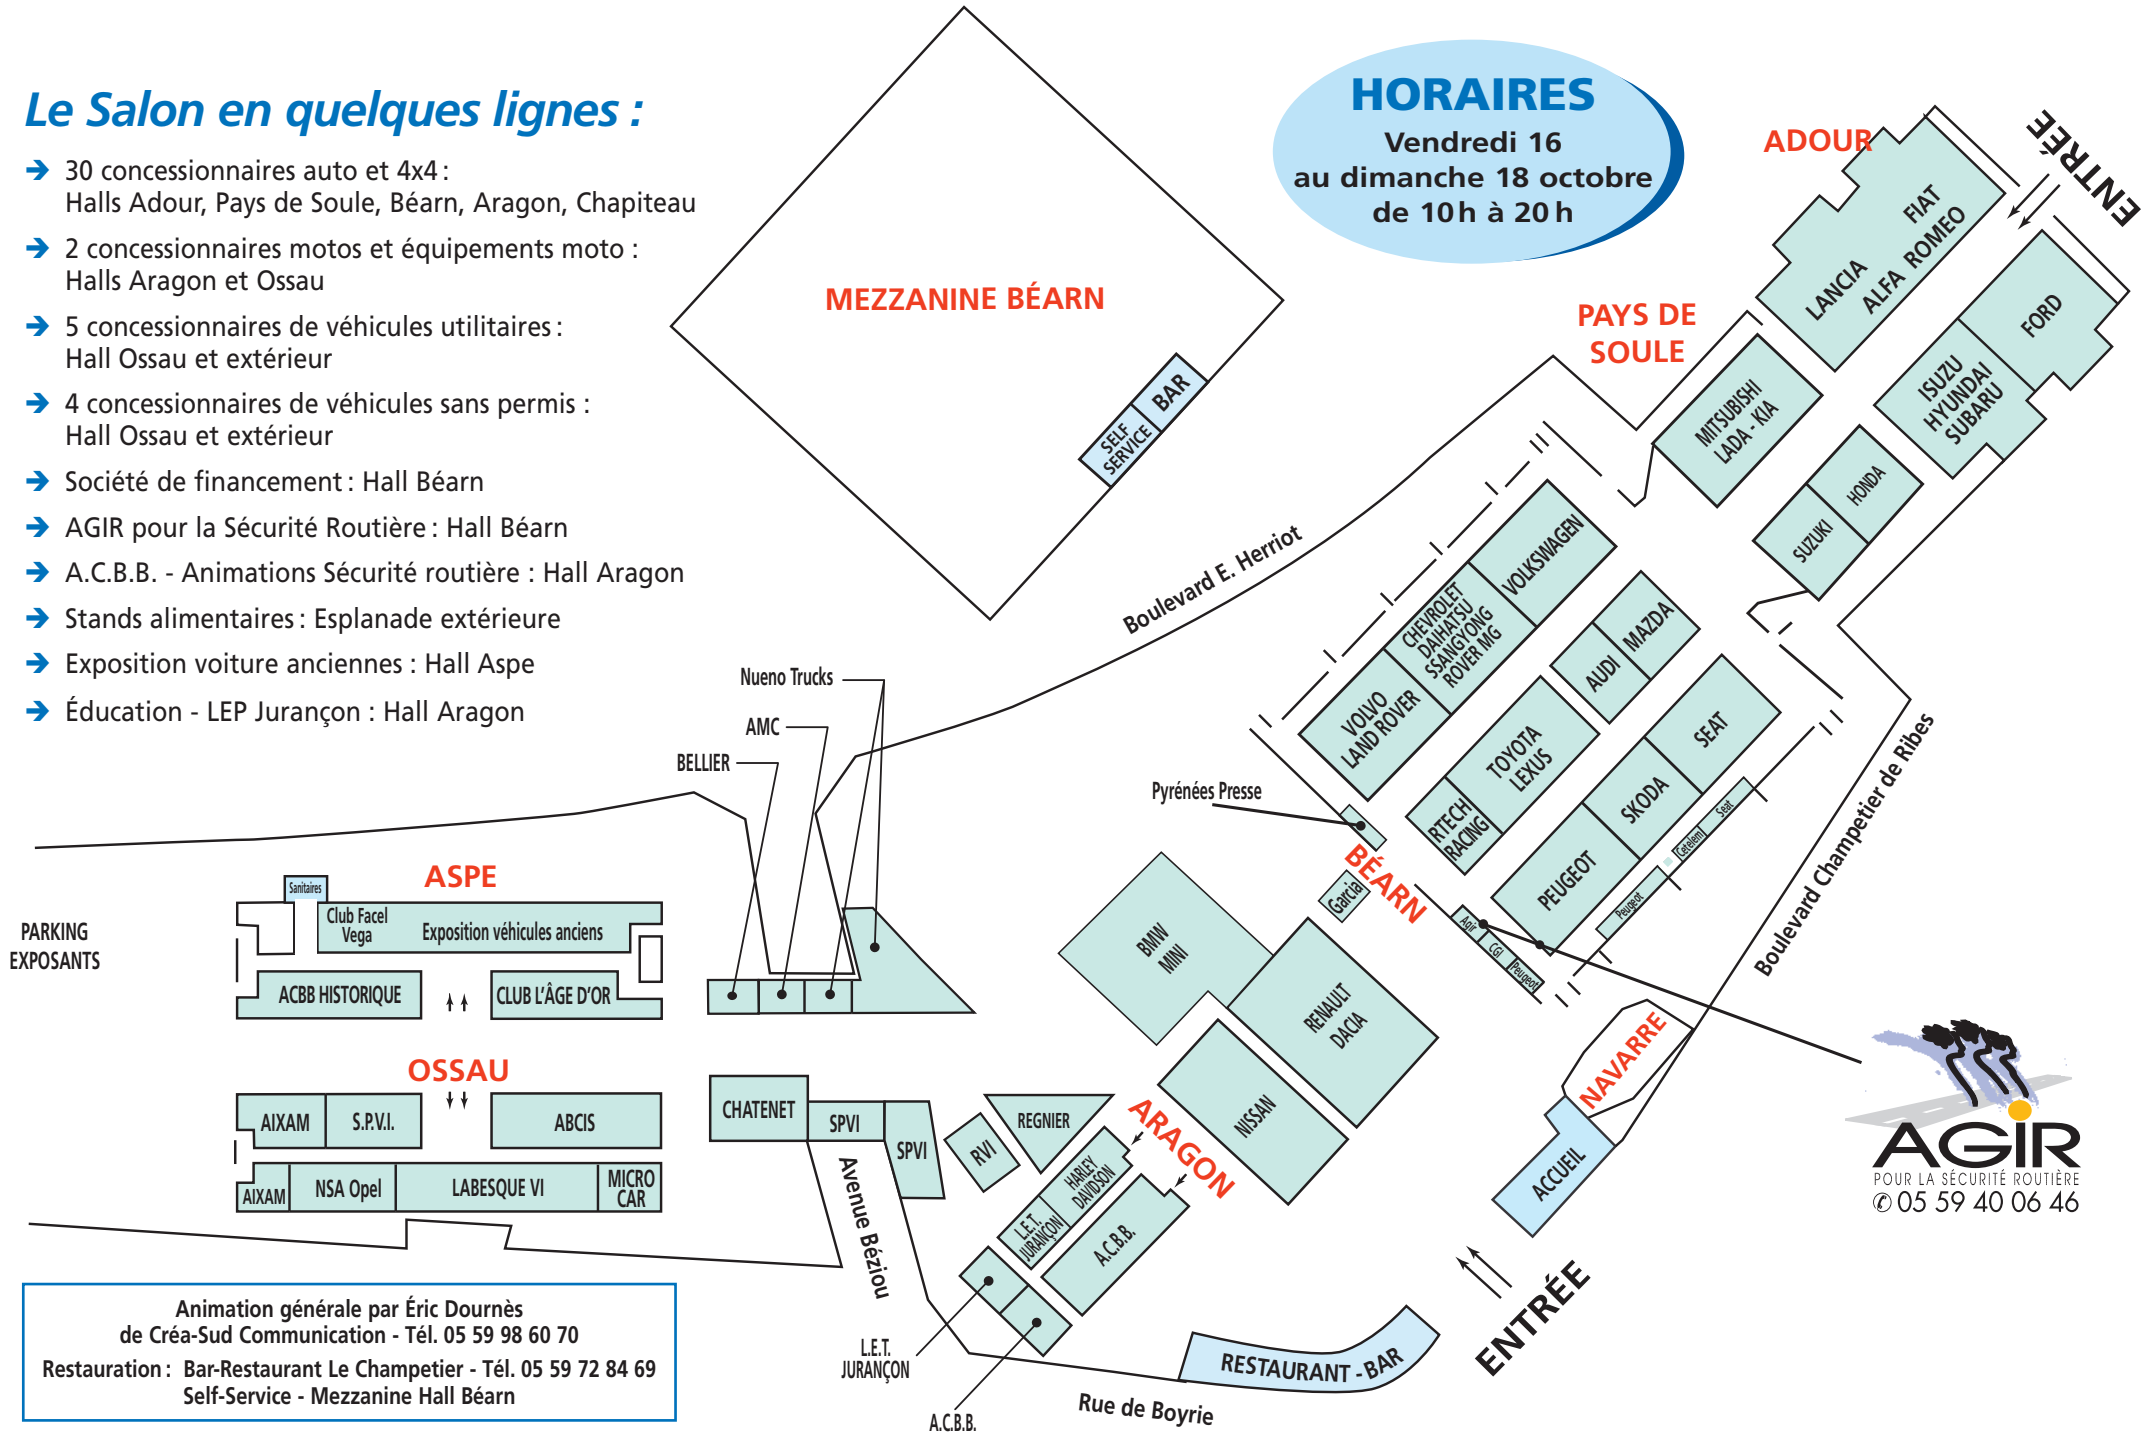 Le Salon en quelques lignes :
➔ 30 concessionnaires auto et 4x4 :
Halls Adour, Pays de Soule, Béarn, Aragon, Chapiteau
➔ 2 concessionnaires motos et équipements moto :
Halls Aragon et Ossau
➔ 5 concessionnaires de véhicules utilitaires :
Hall Ossau et extérieur
➔ 4 concessionnaires de véhicules sans permis :
Hall Ossau et extérieur
➔ Société de financement : Hall Béarn
➔ AGIR pour la Sécurité Routière : Hall Béarn
➔ A.C.B.B. - Animations Sécurité routière : Hall Aragon
➔ Stands alimentaires : Esplanade extérieure
➔ Exposition voiture anciennes : Hall Aspe
➔ Éducation - LEP Jurançon : Hall Aragon
MEZZANINE BÉARN
SELF
SERVICE
BAR
HORAIRES
Vendredi 16
au dimanche 18 octobre
de 10 h à 20 h
ADOUR
ENTRÉE
FIAT
LANCIA
ALFA ROMEO
FORD
ISUZU
HYUNDAI
SUBARU
PAYS DE
SOULE
MITSUBISHI
LADA - KIA
HONDA
SUZUKI
Boulevard E. Herriot
VOLKSWAGEN
CHEVROLET
DAIHATSU
SSANGYONG
ROVER MG
VOLVO
LAND ROVER
MAZDA
AUDI
TOYOTA
LEXUS
RTECH
RACING
SEAT
SKODA
PEUGEOT
Seat
Cetelem
Peugeot
Pyrénées Presse
BÉARN
Garcia
Agir
CGI
Peugeot
Boulevard Champetier de Ribes
Nueno Trucks
AMC
BELLIER
PARKING
EXPOSANTS
ASPE
Sanitaires
Club Facel
Vega
Exposition véhicules anciens
ACBB HISTORIQUE
CLUB L'ÂGE D'OR
OSSAU
AIXAM
S.P.V.I.
ABCIS
AIXAM
NSA Opel
LABESQUE VI
MICRO
CAR
CHATENET
SPVI
SPVI
RVI
REGNIER
Avenue Béziou
BMW
MINI
RENAULT
DACIA
NISSAN
ARAGON
HARLEY
DAVIDSON
L.E.T.
JURANÇON
A.C.B.B.
L.E.T.
JURANÇON
A.C.B.B.
NAVARRE
ACCUEIL
ENTRÉE
RESTAURANT - BAR
Rue de Boyrie
AGIR
POUR LA SÉCURITÉ ROUTIÈRE
✆ 05 59 40 06 46
Animation générale par Éric Dournès
de Créa-Sud Communication - Tél. 05 59 98 60 70
Restauration : Bar-Restaurant Le Champetier - Tél. 05 59 72 84 69
Self-Service - Mezzanine Hall Béarn